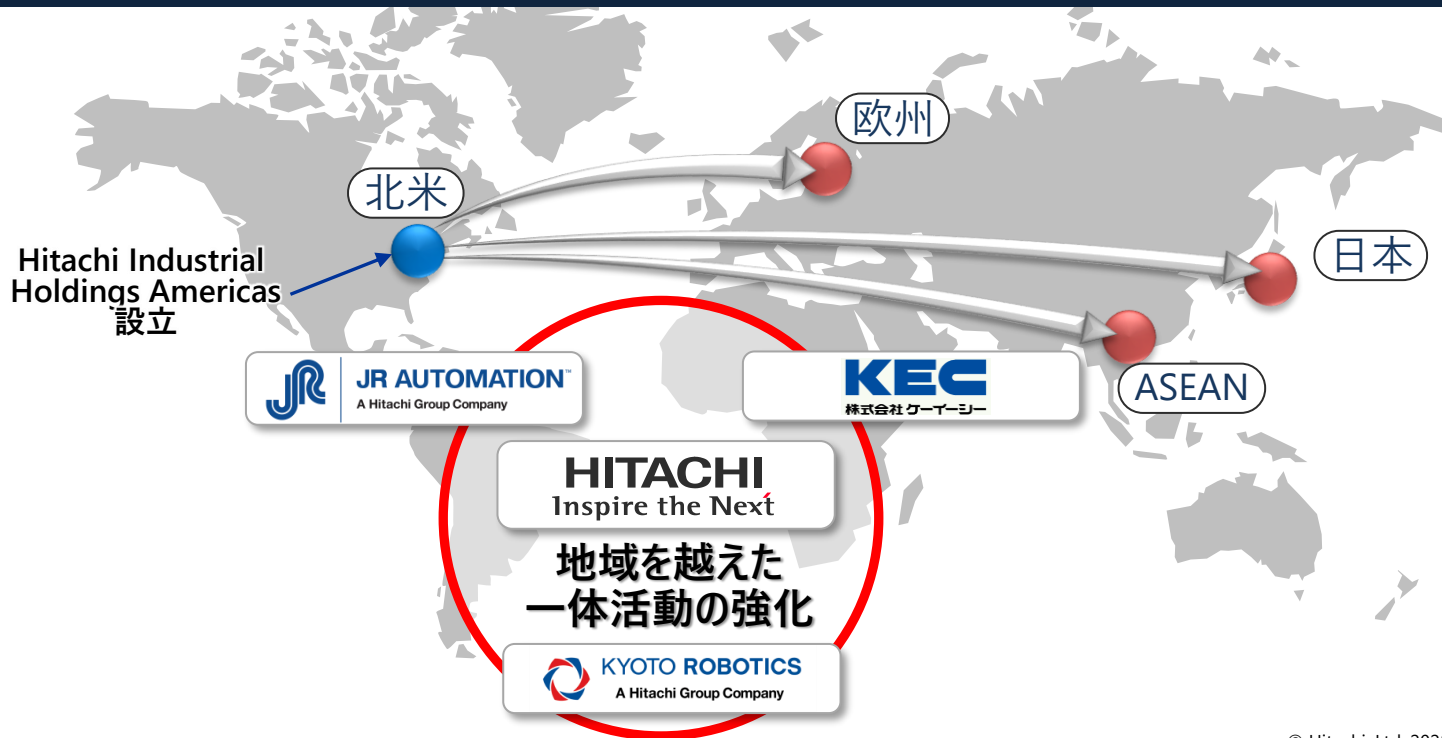 欧州
北米
Hitachi Industrial
Holdings Americas
設立
日本
ASEAN
JR
JR AUTOMATION™
A Hitachi Group Company
KEC
株式会社 ケーイーシー
HITACHI
Inspire the Next
地域を越えた
一体活動の強化
KYOTO ROBOTICS
A Hitachi Group Company